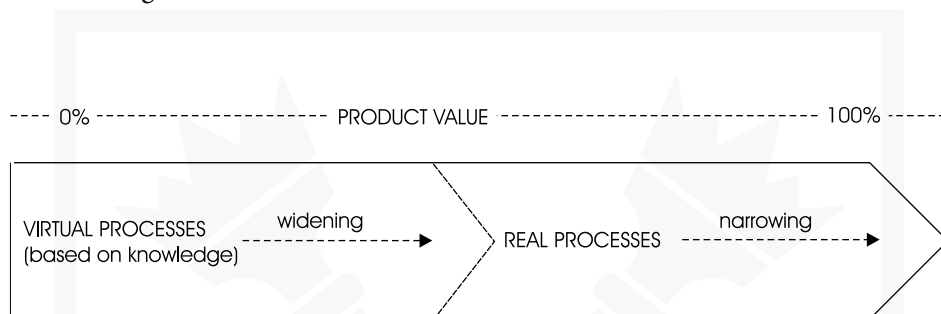 0% PRODUCT VALUE 100%
widening narrowing
VIRTUAL PROCESSES REAL PROCESSES
(based on knowledge)